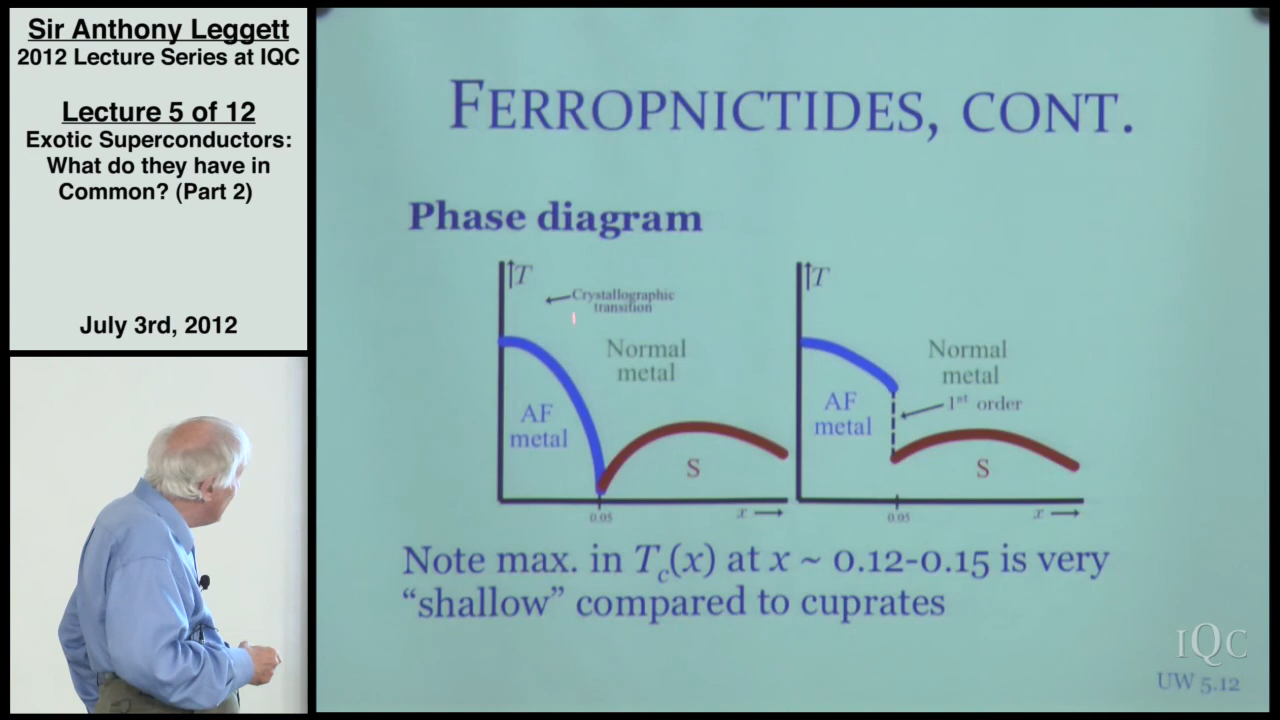 Sir Anthony Leggett
2012 Lecture Series at IQC
Lecture 5 of 12
Exotic Superconductors:
What do they have in
Common? (Part 2)
July 3rd, 2012
FERROPNICTIDES, CONT.
Phase diagram
T
Crystallographic
transition
Normal
metal
AF
metal
S
0.05
x
T
Normal
metal
1st order
AF
metal
S
0.05
x
Note max. in Tc(x) at x ~ 0.12-0.15 is very
“shallow” compared to cuprates
IQC
UW 5.12